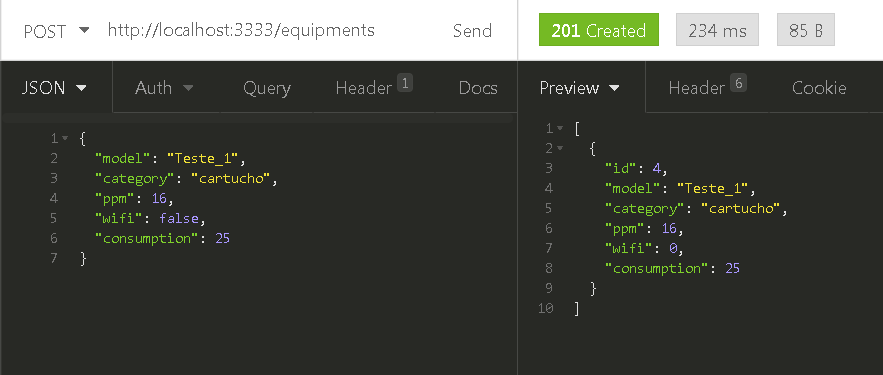 POST http://localhost:3333/equipments Send
201 Created 234 ms 85 B
JSON Auth Query Header 1 Docs
1 {
2 "model": "Teste_1",
3 "category": "cartucho",
4 "ppm": 16,
5 "wifi": false,
6 "consumption": 25
7 }
Preview Header 6 Cookie
1 [
2 {
3 "id": 4,
4 "model": "Teste_1",
5 "category": "cartucho",
6 "ppm": 16,
7 "wifi": 0,
8 "consumption": 25
9 }
10 ]